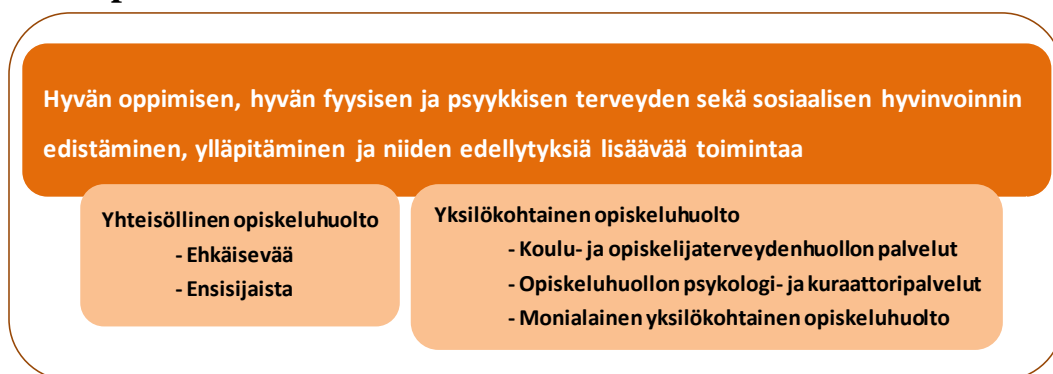 Hyvän oppimisen, hyvän fyysisen ja psyykkisen terveyden sekä sosiaalisen hyvinvoinnin
edistäminen, ylläpitäminen ja niiden edellytyksiä lisäävää toimintaa
Yhteisöllinen opiskeluhuolto
- Ehkäisevää
- Ensisijaista
Yksilökohtainen opiskeluhuolto
- Koulu- ja opiskelijaterveydenhuollon palvelut
- Opiskeluhuollon psykologi- ja kuraattoripalvelut
- Monialainen yksilökohtainen opiskeluhuolto